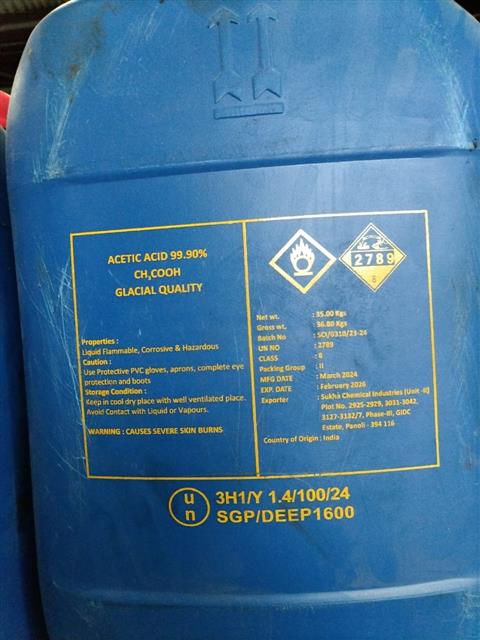 ACETIC ACID 99.90%
CH₃COOH
GLACIAL QUALITY
Properties :
Liquid Flammable, Corrosive & Hazardous
Caution :
Use Protective PVC gloves, aprons, complete eye
protection and boots
Storage Condition :
Keep in cool dry place with well ventilated place.
Avoid Contact with Liquid or Vapours.
WARNING : CAUSES SEVERE SKIN BURNS
2789
8
Net wt. : 35.00 Kgs
Gross wt. : 36.80 Kgs
Batch No : SCI/0310/23-24
UN NO : 2789
CLASS : 8
Packing Group : II
MFG DATE : March 2024
EXP. DATE : February 2026
Exporter : Sukha Chemical Industries (Unit -II)
Plot No. 2925-2929, 3031-3042,
3127-3132/7, Phase-III, GIDC
Estate, Panoli - 394 116
Country of Origin : India
u
n
3H1/Y 1.4/100/24
SGP/DEEP1600